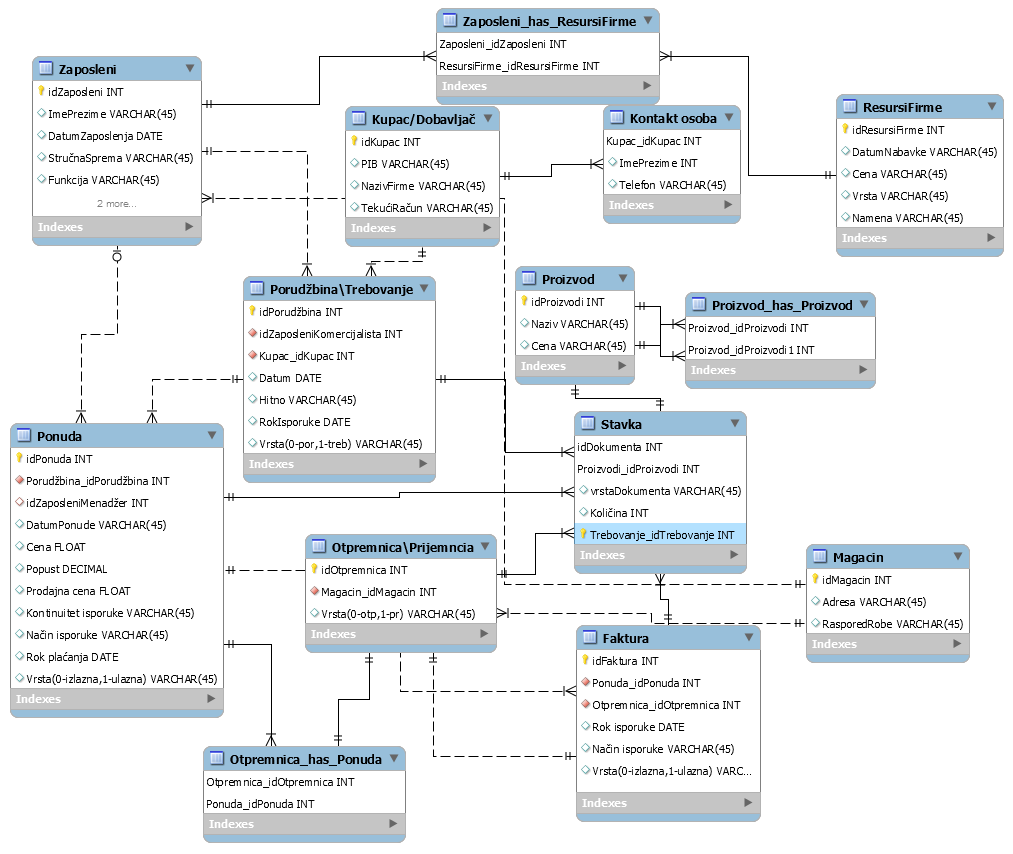 Zaposleni_has_ResursiFirme
Zaposleni_idZaposleni INT
ResursiFirme_idResursiFirme INT
Indexes
Zaposleni
idZaposleni INT
ImePrezime VARCHAR(45)
DatumZaposlenja DATE
StručnaSprema VARCHAR(45)
Funkcija VARCHAR(45)
2 more...
Indexes
Kupac/Dobavljač
idKupac INT
PIB VARCHAR(45)
NazivFirme VARCHAR(45)
TekućiRačun VARCHAR(45)
Indexes
Kontakt osoba
Kupac_idKupac INT
ImePrezime INT
Telefon VARCHAR(45)
Indexes
ResursiFirme
idResursiFirme INT
DatumNabavke VARCHAR(45)
Cena VARCHAR(45)
Vrsta VARCHAR(45)
Namena VARCHAR(45)
Indexes
Porudžbina\Trebovanje
idPorudžbina INT
idZaposleniKomercijalista INT
Kupac_idKupac INT
Datum DATE
Hitno VARCHAR(45)
RokIsporuke DATE
Vrsta(0-por,1-treb) VARCHAR(45)
Indexes
Proizvod
idProizvodi INT
Naziv VARCHAR(45)
Cena VARCHAR(45)
Indexes
Proizvod_has_Proizvod
Proizvod_idProizvodi INT
Proizvod_idProizvodi1 INT
Indexes
Ponuda
idPonuda INT
Porudžbina_idPorudžbina INT
idZaposleniMenadžer INT
DatumPonude VARCHAR(45)
Cena FLOAT
Popust DECIMAL
Prodajna cena FLOAT
Kontinuitet isporuke VARCHAR(45)
Način isporuke VARCHAR(45)
Rok plaćanja DATE
Vrsta(0-izlazna,1-ulazna) VARCHAR(45)
Indexes
Stavka
idDokumenta INT
Proizvodi_idProizvodi INT
vrstaDokumenta VARCHAR(45)
Količina INT
Trebovanje_idTrebovanje INT
Indexes
Otpremnica\Prijemncia
idOtpremnica INT
Magacin_idMagacin INT
Vrsta(0-otp,1-pr) VARCHAR(45)
Indexes
Magacin
idMagacin INT
Adresa VARCHAR(45)
RasporedRobe VARCHAR(45)
Indexes
Faktura
idFaktura INT
Ponuda_idPonuda INT
Otpremnica_idOtpremnica INT
Rok isporuke DATE
Način isporuke VARCHAR(45)
Vrsta(0-izlazna,1-ulazna) VARC...
Indexes
Otpremnica_has_Ponuda
Otpremnica_idOtpremnica INT
Ponuda_idPonuda INT
Indexes